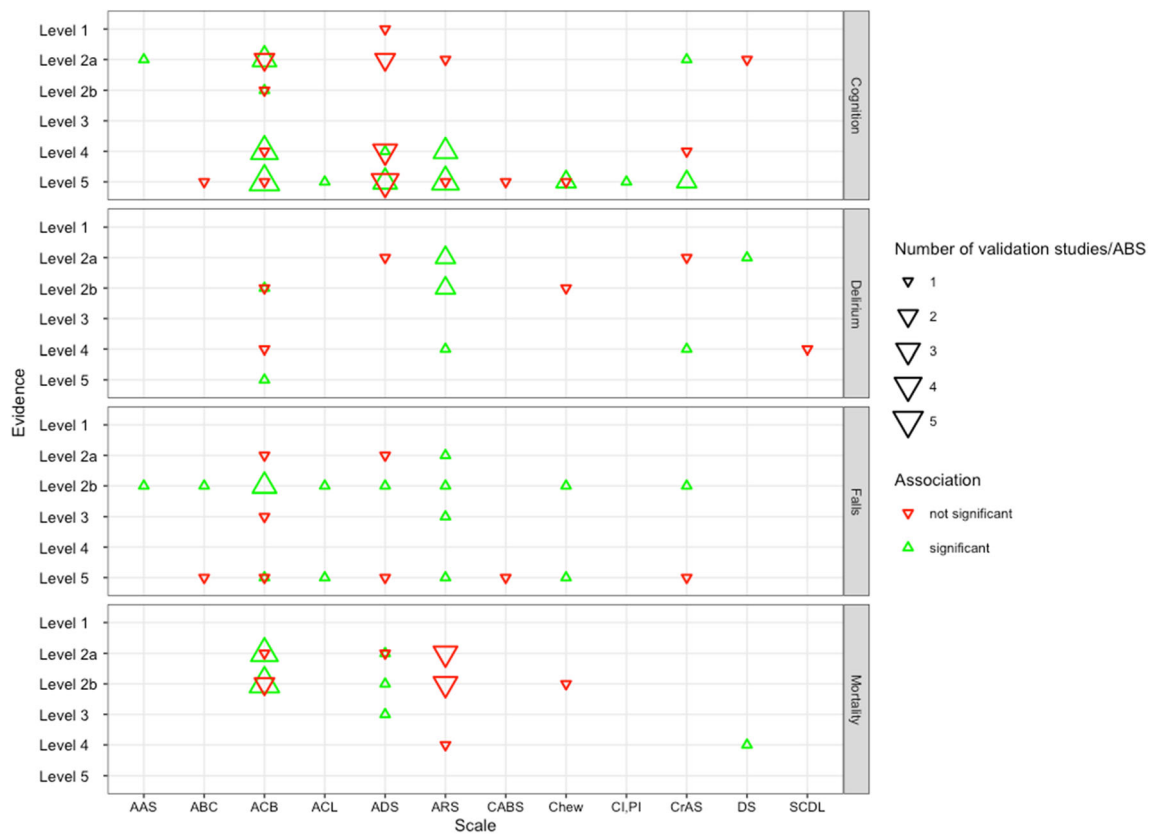 Level 1
Level 2a
Level 2b
Level 3
Level 4
Level 5
Cognition
Level 1
Level 2a
Level 2b
Level 3
Level 4
Level 5
Delirium
Level 1
Level 2a
Level 2b
Level 3
Level 4
Level 5
Falls
Level 1
Level 2a
Level 2b
Level 3
Level 4
Level 5
Mortality
Evidence
AAS ABC ACB ACL ADS ARS CABS Chew CI,PI CrAS DS SCDL
Scale
Number of validation studies/ABS
1
2
3
4
5
Association
not significant
significant